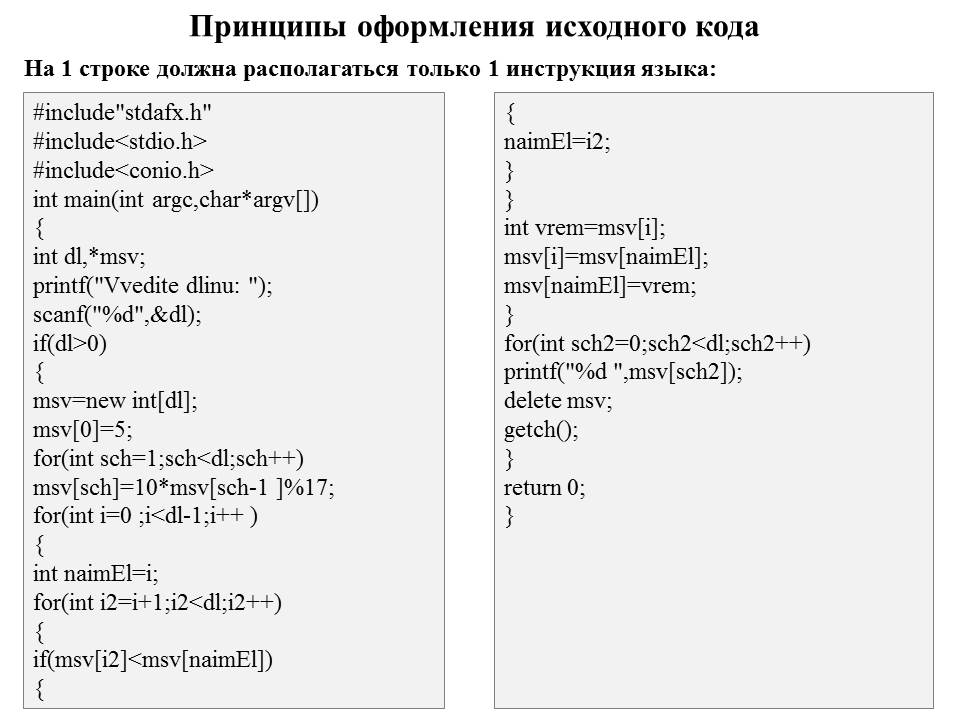 Принципы оформления исходного кода
На 1 строке должна располагаться только 1 инструкция языка:
#include"stdafx.h"
#include<stdio.h>
#include<conio.h>
int main(int argc,char*argv[])
{
int dl,*msv;
printf("Vvedite dlinu: ");
scanf("%d",&dl);
if(dl>0)
{
msv=new int[dl];
msv[0]=5;
for(int sch=1;sch<dl;sch++)
msv[sch]=10*msv[sch-1 ]%17;
for(int i=0 ;i<dl-1;i++ )
{
int naimEl=i;
for(int i2=i+1;i2<dl;i2++)
{
if(msv[i2]<msv[naimEl])
{
{
naimEl=i2;
}
}
int vrem=msv[i];
msv[i]=msv[naimEl];
msv[naimEl]=vrem;
}
for(int sch2=0;sch2<dl;sch2++)
printf("%d ",msv[sch2]);
delete msv;
getch();
}
return 0;
}